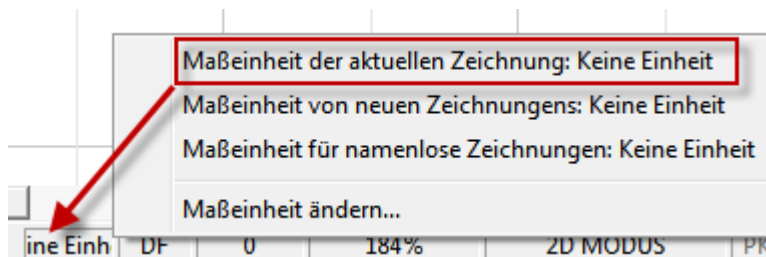 Maßeinheit der aktuellen Zeichnung: Keine Einheit
Maßeinheit von neuen Zeichnungens: Keine Einheit
Maßeinheit für namenlose Zeichnungen: Keine Einheit
Maßeinheit ändern...
ine Einh DF 0 184% 2D MODUS PK